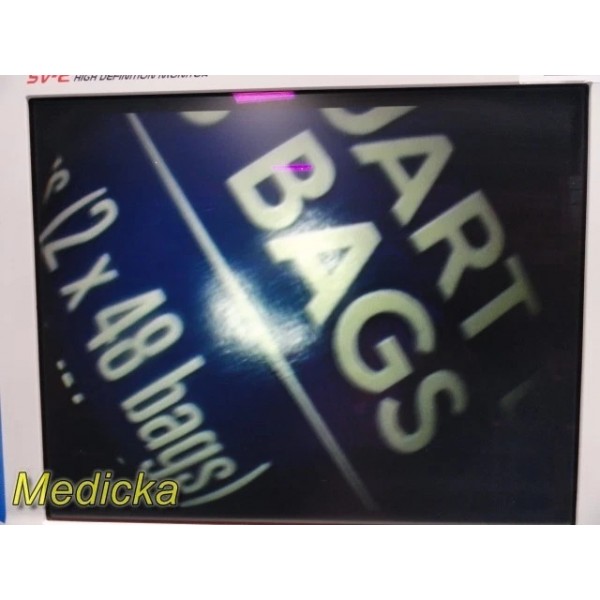 SV-2 HIGH DEFINITION MONITOR
UART
BAGS
(2 x 48 bags)
Medicka